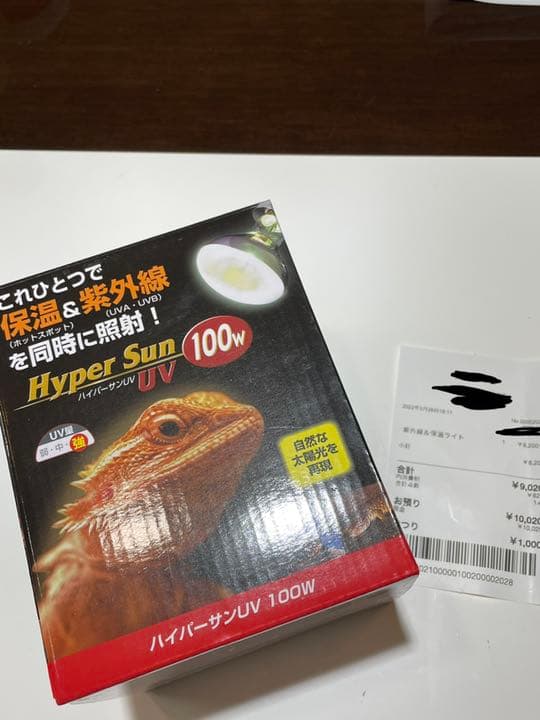 これひとつで
保温&紫外線
(ホットスポット) (UVA・UVB)
を同時に照射!
Hyper Sun
ハイパーサンUV UV
100W
UV量
弱・中・強
自然な
太陽光を
再現
ハイパーサンUV 100W
紫外線&保温ライト 1
小計
合計 ¥9,020
お預り ¥10,020
つり ¥1,000